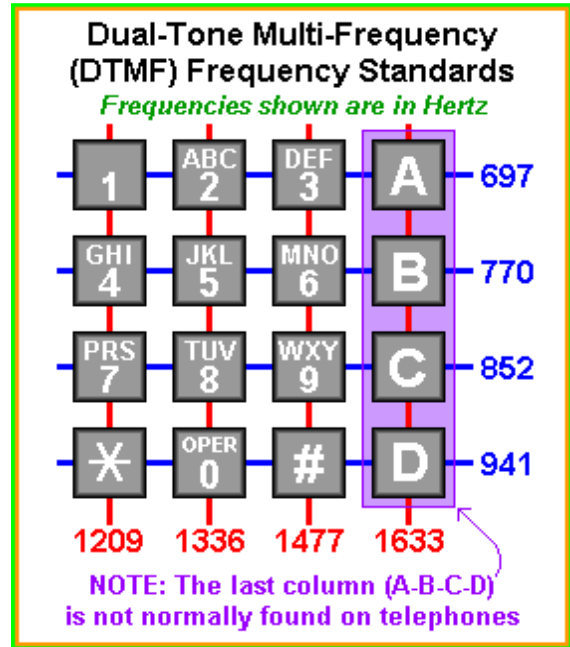 Dual-Tone Multi-Frequency
(DTMF) Frequency Standards
Frequencies shown are in Hertz
1 ABC 2 DEF 3 A 697
GHI 4 JKL 5 MNO 6 B 770
PRS 7 TUV 8 WXY 9 C 852
* OPER 0 # D 941
1209 1336 1477 1633
NOTE: The last column (A-B-C-D)
is not normally found on telephones